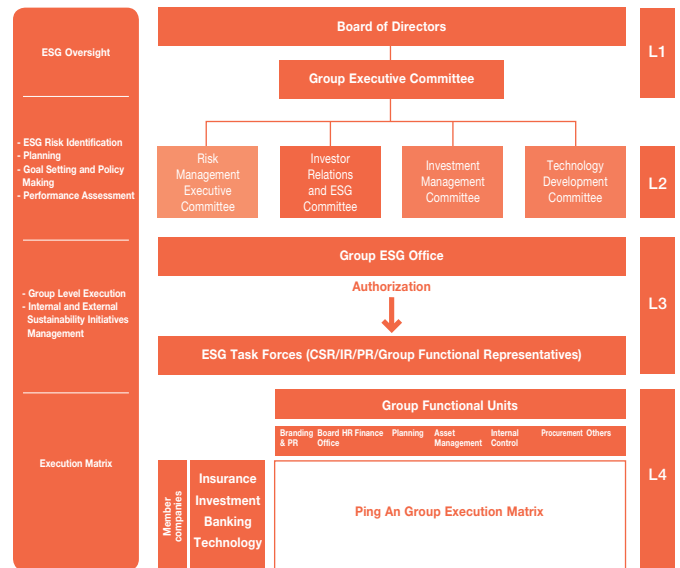 ESG Oversight
- ESG Risk Identification
- Planning
- Goal Setting and Policy
Making
- Performance Assessment
- Group Level Execution
- Internal and External
Sustainability Initiatives
Management
Execution Matrix
Board of Directors
Group Executive Committee
L1
Risk
Management
Executive
Committee
Investor
Relations
and ESG
Committee
Investment
Management
Committee
Technology
Development
Committee
L2
Group ESG Office
Authorization
ESG Task Forces (CSR/IR/PR/Group Functional Representatives)
L3
Group Functional Units
Branding
& PR
Board
Office
HR
Finance
Planning
Asset
Management
Internal
Control
Procurement
Others
Member
companies
Insurance
Investment
Banking
Technology
Ping An Group Execution Matrix
L4